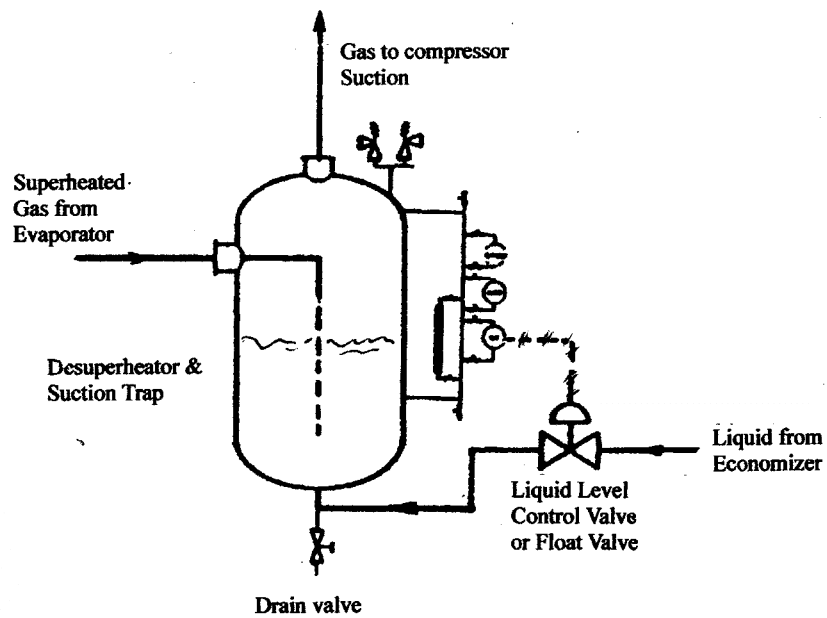 Gas to compressor
Suction
Superheated
Gas from
Evaporator
Desuperheator &
Suction Trap
Liquid from
Economizer
Liquid Level
Control Valve
or Float Valve
Drain valve